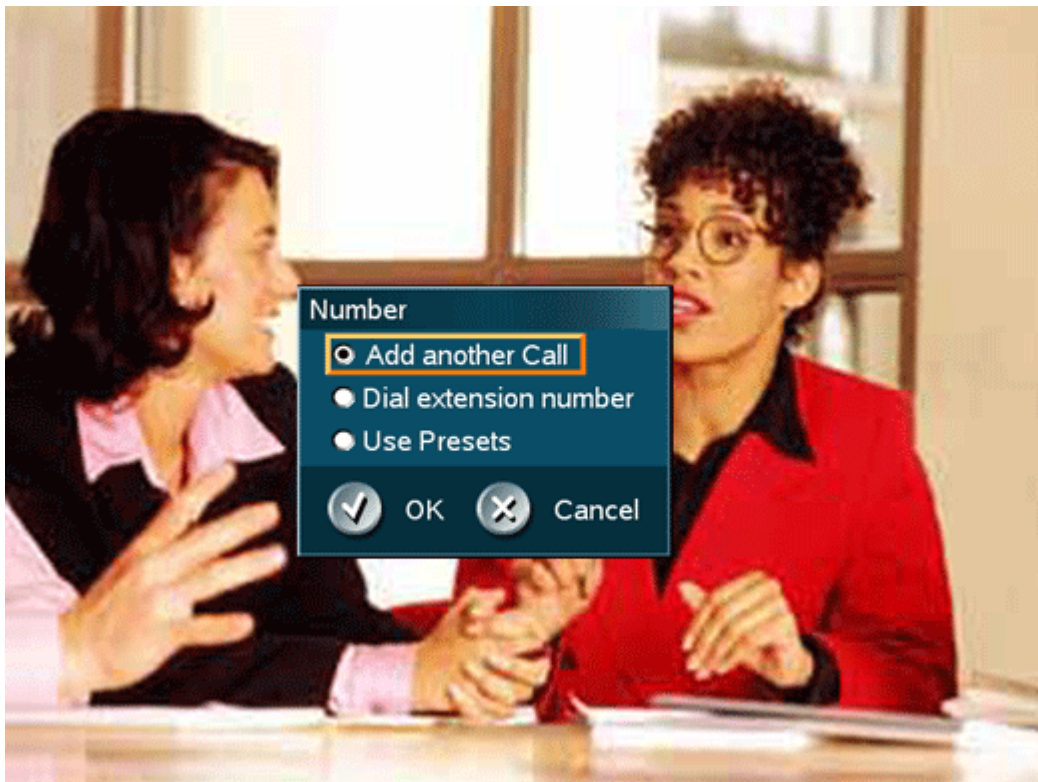 Number
Add another Call
Dial extension number
Use Presets
OK Cancel